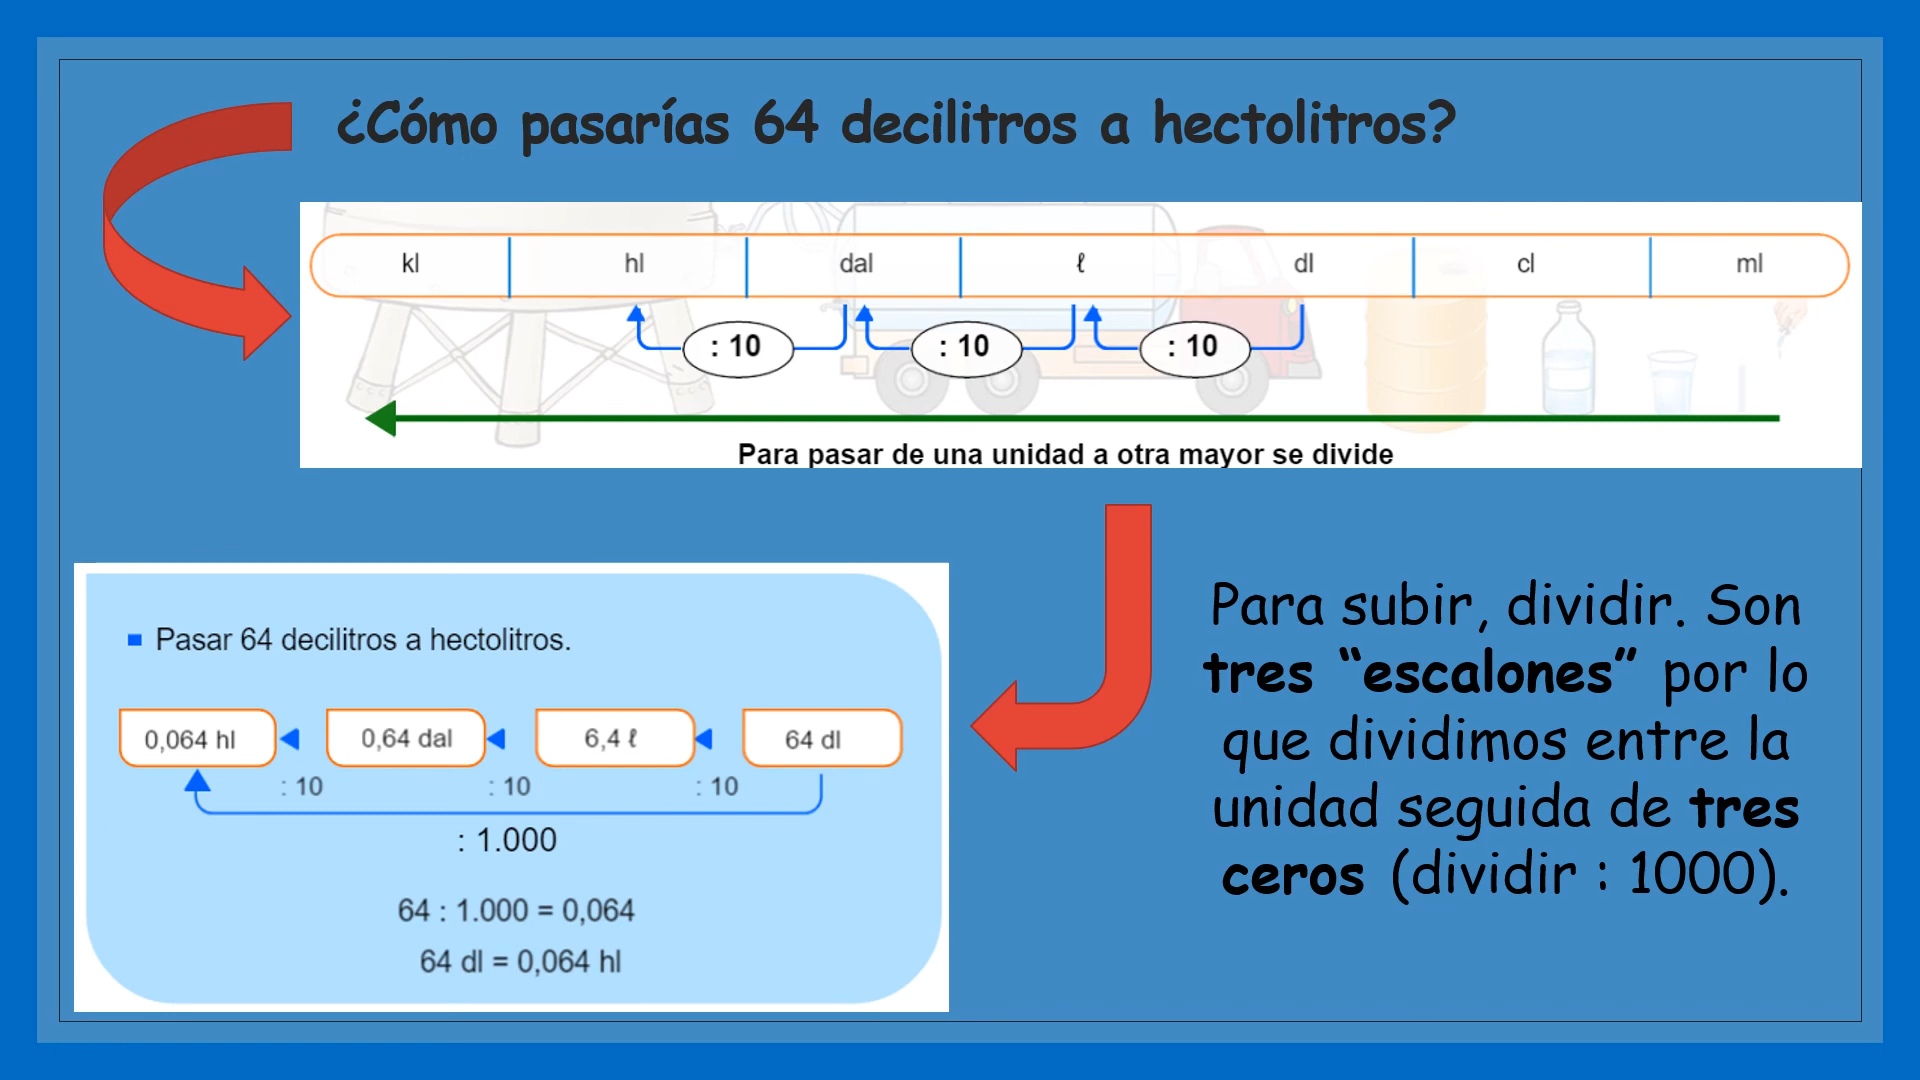 ¿Cómo pasarías 64 decilitros a hectolitros?
kl hl dal ℓ dl cl ml
: 10 : 10 : 10
Para pasar de una unidad a otra mayor se divide
Pasar 64 decilitros a hectolitros.
0,064 hl 0,64 dal 6,4 ℓ 64 dl
: 10 : 10 : 10
: 1.000
64 : 1.000 = 0,064
64 dl = 0,064 hl
Para subir, dividir. Son
tres “escalones” por lo
que dividimos entre la
unidad seguida de tres
ceros (dividir : 1000).